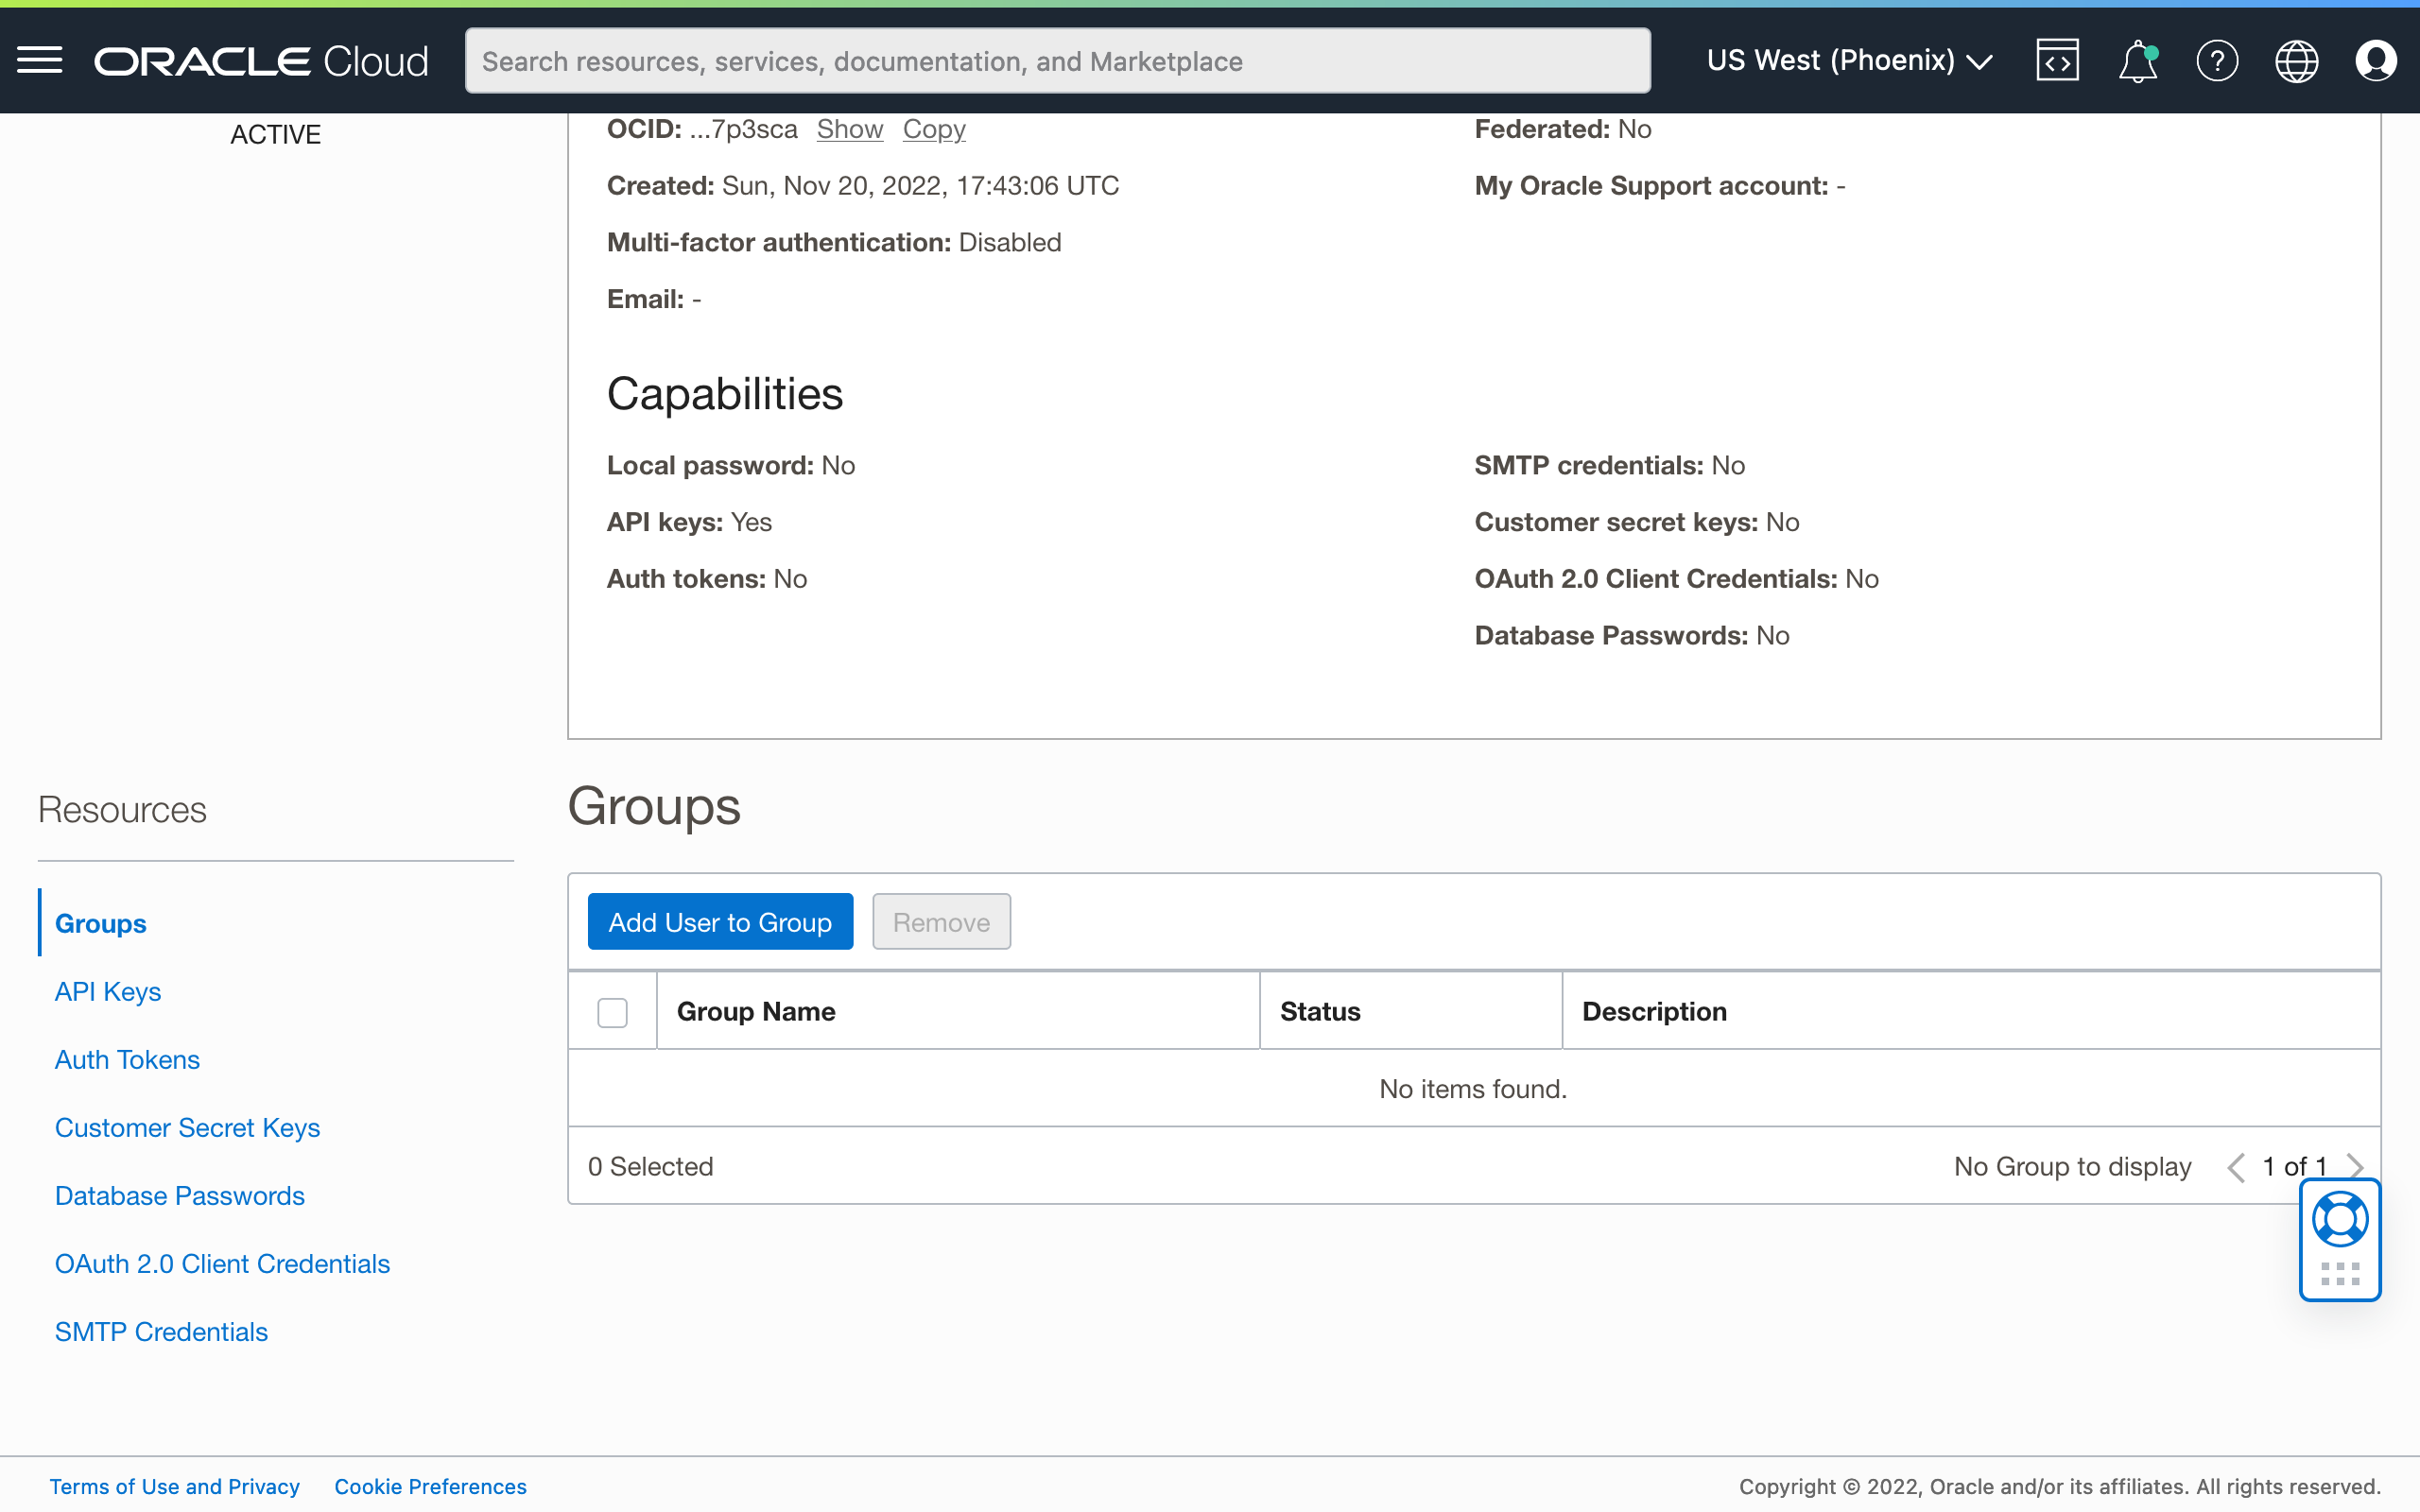 ORACLE Cloud
Search resources, services, documentation, and Marketplace
US West (Phoenix)
ACTIVE
OCID: ...7p3sca Show Copy
Federated: No
Created: Sun, Nov 20, 2022, 17:43:06 UTC
My Oracle Support account: -
Multi-factor authentication: Disabled
Email: -
Capabilities
Local password: No
SMTP credentials: No
API keys: Yes
Customer secret keys: No
Auth tokens: No
OAuth 2.0 Client Credentials: No
Database Passwords: No
Resources
Groups
API Keys
Auth Tokens
Customer Secret Keys
Database Passwords
OAuth 2.0 Client Credentials
SMTP Credentials
Groups
Add User to Group Remove
Group Name Status Description
No items found.
0 Selected No Group to display 1 of 1
Terms of Use and Privacy Cookie Preferences
Copyright © 2022, Oracle and/or its affiliates. All rights reserved.